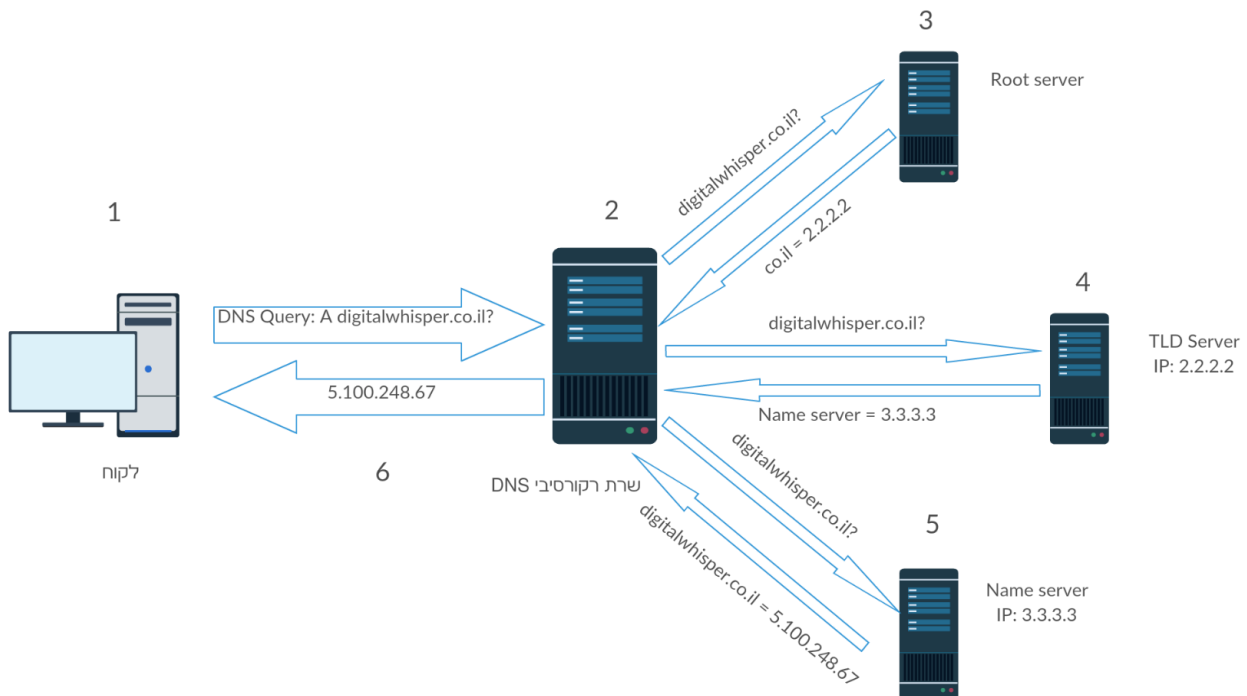 3
Root server
digitalwhisper.co.il?
co.il = 2.2.2.2
1
2
DNS Query: A digitalwhisper.co.il?
5.100.248.67
לקוח
6
שרת רקורסיבי DNS
4
digitalwhisper.co.il?
TLD Server
IP: 2.2.2.2
Name server = 3.3.3.3
digitalwhisper.co.il?
digitalwhisper.co.il = 5.100.248.67
5
Name server
IP: 3.3.3.3